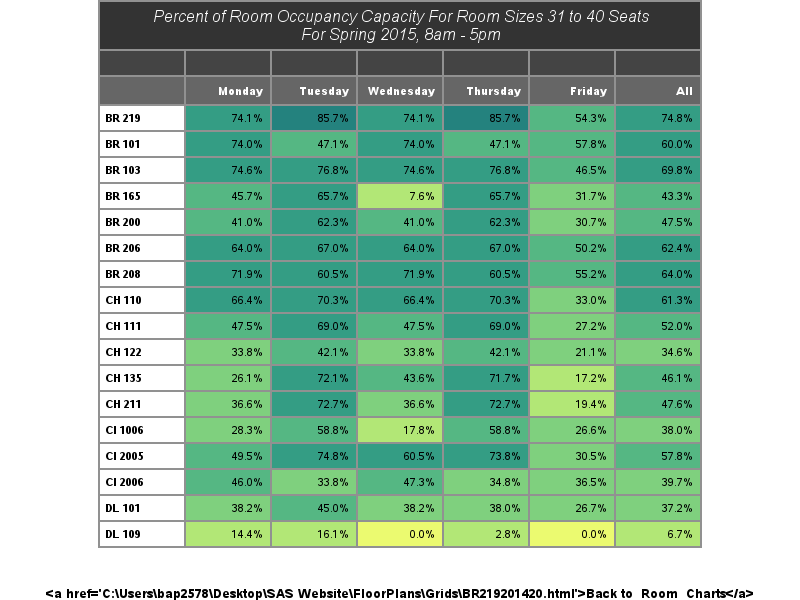 Percent of Room Occupancy Capacity For Room Sizes 31 to 40 Seats
For Spring 2015, 8am - 5pm
Monday Tuesday Wednesday Thursday Friday All
BR 219 74.1% 85.7% 74.1% 85.7% 54.3% 74.8%
BR 101 74.0% 47.1% 74.0% 47.1% 57.8% 60.0%
BR 103 74.6% 76.8% 74.6% 76.8% 46.5% 69.8%
BR 165 45.7% 65.7% 7.6% 65.7% 31.7% 43.3%
BR 200 41.0% 62.3% 41.0% 62.3% 30.7% 47.5%
BR 206 64.0% 67.0% 64.0% 67.0% 50.2% 62.4%
BR 208 71.9% 60.5% 71.9% 60.5% 55.2% 64.0%
CH 110 66.4% 70.3% 66.4% 70.3% 33.0% 61.3%
CH 111 47.5% 69.0% 47.5% 69.0% 27.2% 52.0%
CH 122 33.8% 42.1% 33.8% 42.1% 21.1% 34.6%
CH 135 26.1% 72.1% 43.6% 71.7% 17.2% 46.1%
CH 211 36.6% 72.7% 36.6% 72.7% 19.4% 47.6%
CI 1006 28.3% 58.8% 17.8% 58.8% 26.6% 38.0%
CI 2005 49.5% 74.8% 60.5% 73.8% 30.5% 57.8%
CI 2006 46.0% 33.8% 47.3% 34.8% 36.5% 39.7%
DL 101 38.2% 45.0% 38.2% 38.0% 26.7% 37.2%
DL 109 14.4% 16.1% 0.0% 2.8% 0.0% 6.7%
<a href='C:\Users\bap2578\Desktop\SAS Website\FloorPlans\Grids\BR219201420.html'>Back to Room Charts</a>